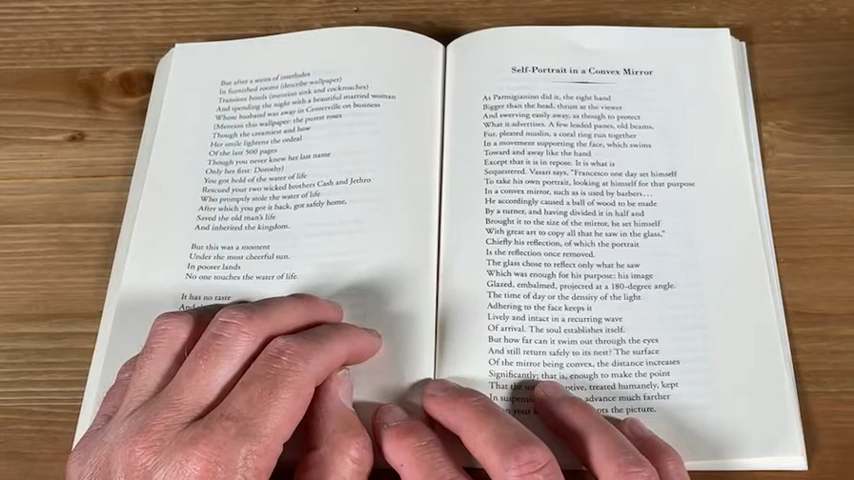 But after a series of interludes
In furnished rooms (describe wallpaper)
Transient hotels (mention sink and cockroaches)
And spending the night with a beautiful married woman
Whose husband was away in Centerville on business
(Mention this wallpaper: the purest roses
Though the creamiest and how
Her smile lightens the ordeal
Of the last 500 pages
Though you never knew her last name
Only her first: Dorothy)
You got hold of the water of life
Rescued your two wicked brothers Cash and Jethro
Who promptly stole the water of life
After which you got it back, got safely home,
Saved the old man's life
And inherited the kingdom.
But this was a moment
Under the most cheerful sun.
In poorer lands
No one touches the water of life.
It has no taste
Self-Portrait in a Convex Mirror
As Parmigianino did it, the right hand
Bigger than the head, thrust at the viewer
And swerving easily away, as though to protect
What it advertises. A few leaded panes, old beams,
Fur, pleated muslin, a coral ring run together
In a movement supporting the face, which swims
Toward and away like the hand
Except that it is in repose. It is what is
Sequestered. Vasari says, "Francesco one day set himself
To take his own portrait, looking at himself for that purpose
In a convex mirror, such as is used by barbers...
He accordingly caused a ball of wood to be made
By a turner, and having divided it in half and
Brought it to the size of the mirror, he set himself
With great art to copy all that he saw in the glass,"
Chiefly his reflection, of which the portrait
Is the reflection once removed.
The glass chose to reflect only what he saw
Which was enough for his purpose: his image
Glazed, embalmed, projected at a 180-degree angle.
The time of day or the density of the light
Adhering to the face keeps it
Lively and intact in a recurring wave
Of arrival. The soul establishes itself.
But how far can it swim out through the eyes
And still return safely to its nest? The surface
Of the mirror being convex, the distance increases
Significantly; that is, enough to make the point
That the treated humanely, kept
In advance much farther
your the picture.